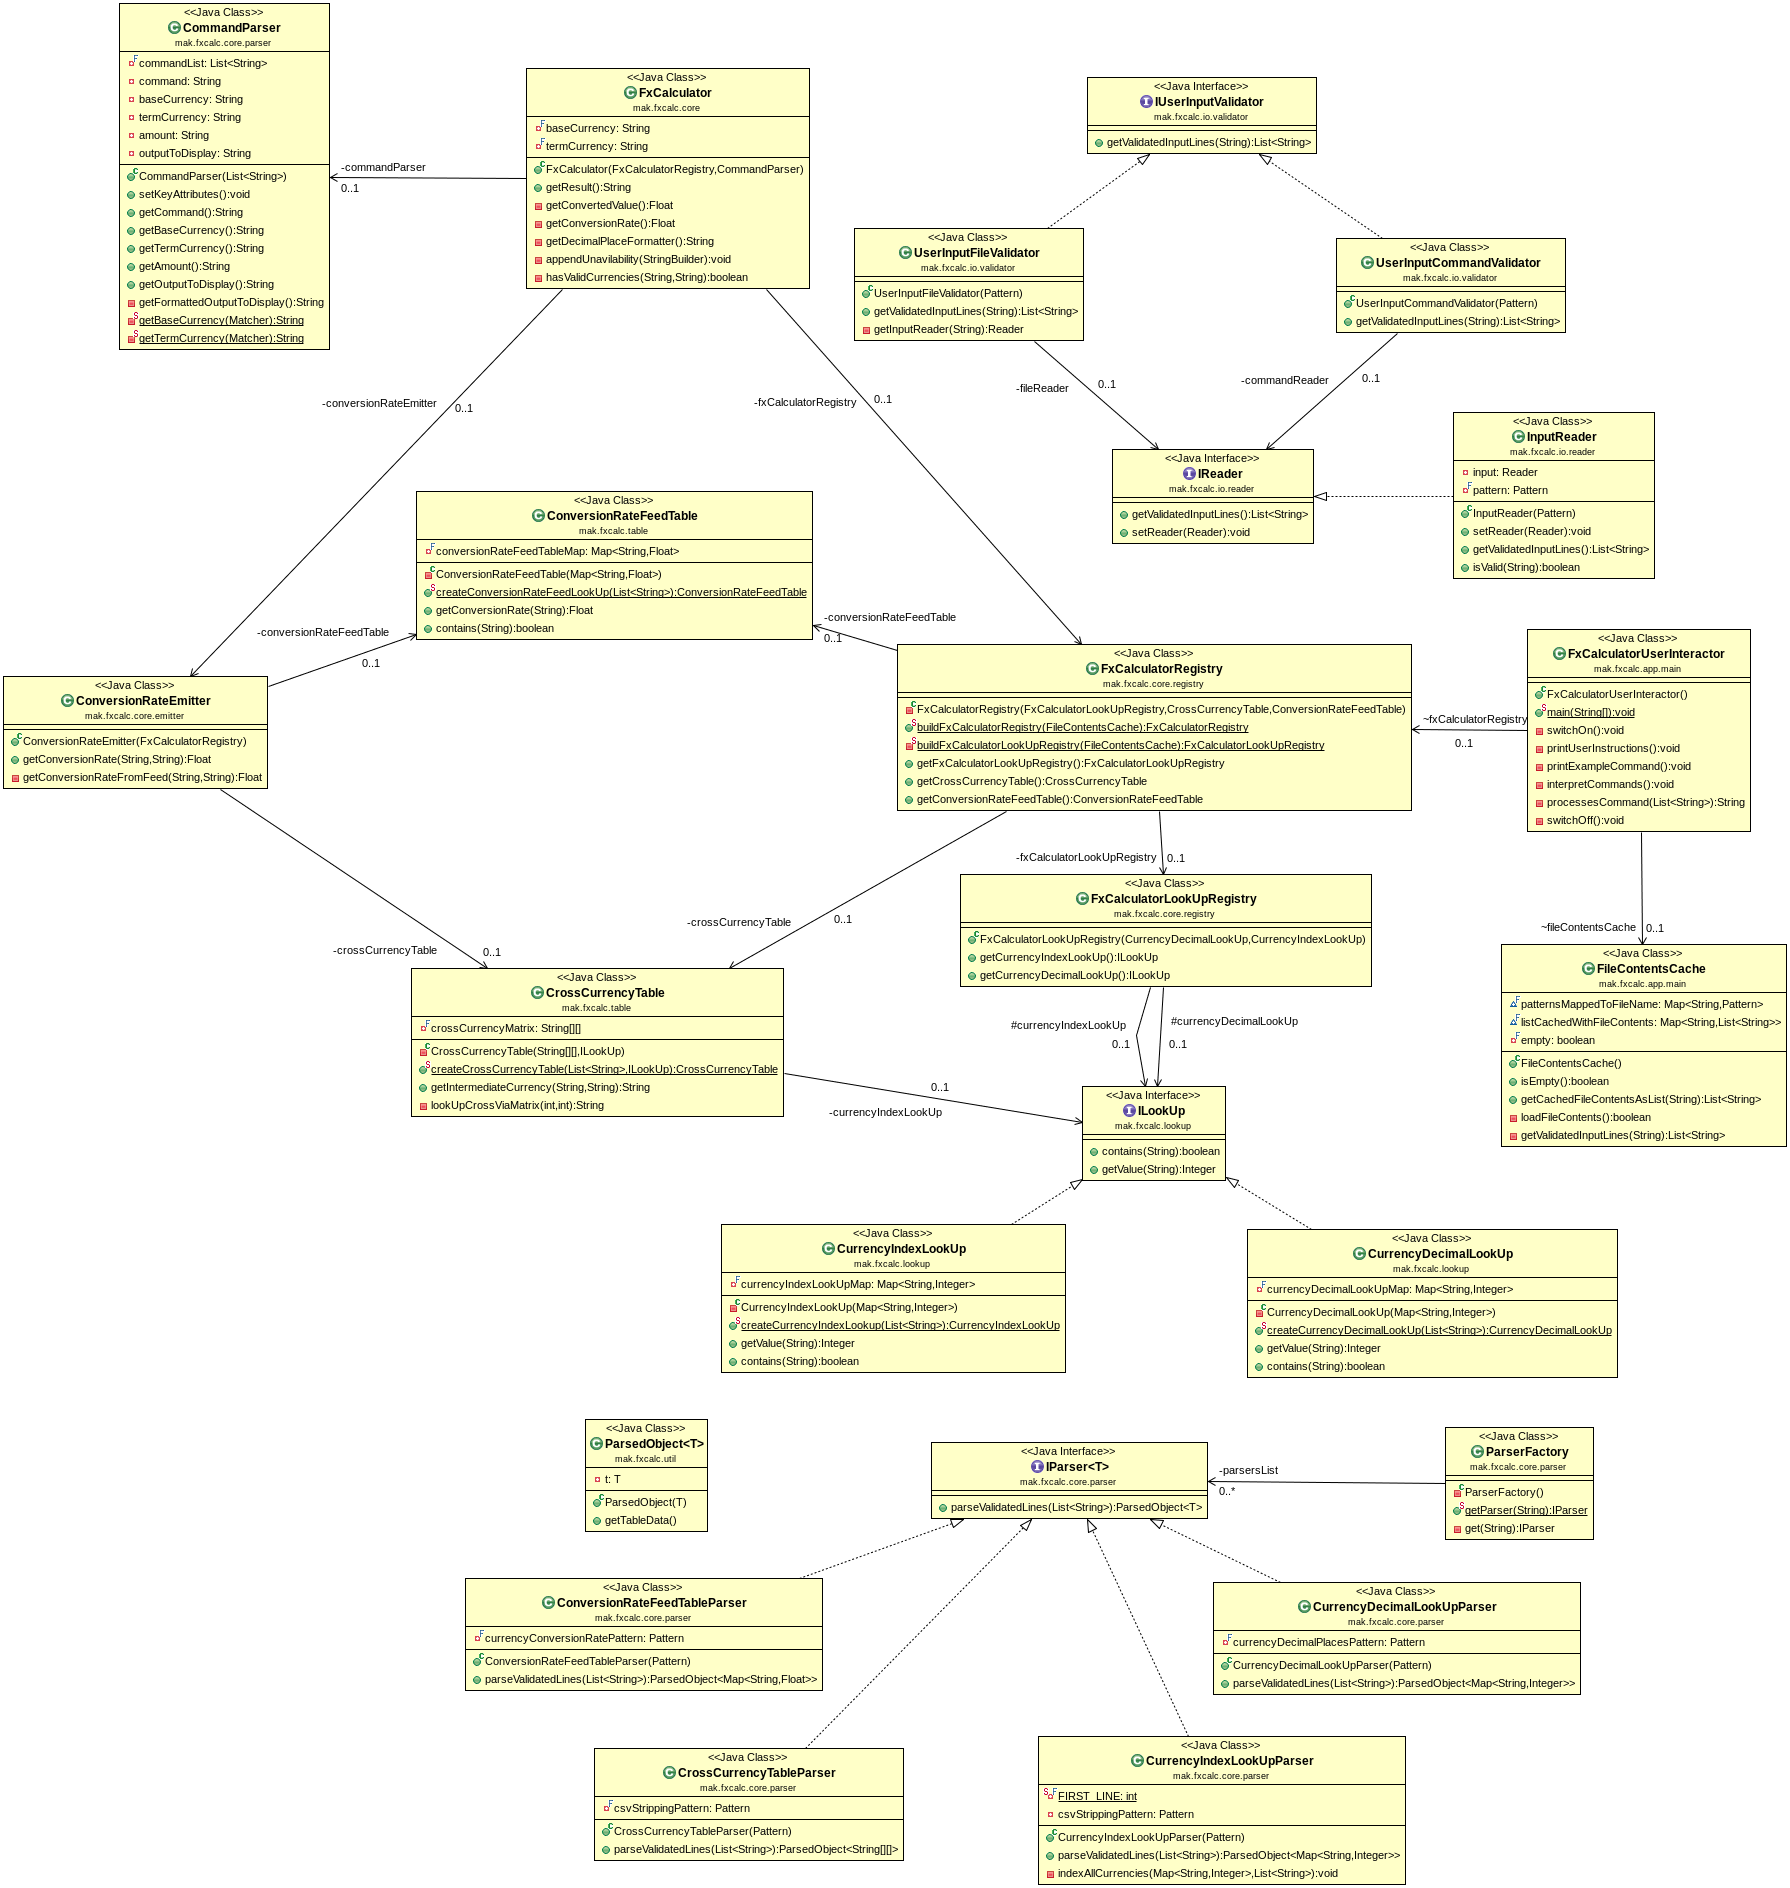 <<Java Class>>
CommandParser
mak.fxcalc.core.parser
commandList: List<String>
command: String
baseCurrency: String
termCurrency: String
amount: String
outputToDisplay: String
CommandParser(List<String>)
setKeyAttributes():void
getCommand():String
getBaseCurrency():String
getTermCurrency():String
getAmount():String
getOutputToDisplay():String
getFormattedOutputToDisplay():String
getBaseCurrency(Matcher):String
getTermCurrency(Matcher):String
-commandParser
0..1
<<Java Class>>
FxCalculator
mak.fxcalc.core
baseCurrency: String
termCurrency: String
FxCalculator(FxCalculatorRegistry,CommandParser)
getResult():String
getConvertedValue():Float
getConversionRate():Float
getDecimalPlaceFormatter():String
appendUnavilability(StringBuilder):void
hasValidCurrencies(String,String):boolean
<<Java Interface>>
IUserInputValidator
mak.fxcalc.io.validator
getValidatedInputLines(String):List<String>
<<Java Class>>
UserInputFileValidator
mak.fxcalc.io.validator
UserInputFileValidator(Pattern)
getValidatedInputLines(String):List<String>
getInputReader(String):Reader
<<Java Class>>
UserInputCommandValidator
mak.fxcalc.io.validator
UserInputCommandValidator(Pattern)
getValidatedInputLines(String):List<String>
-conversionRateEmitter
0..1
-fxCalculatorRegistry
0..1
-fileReader
0..1
-commandReader
0..1
<<Java Interface>>
IReader
mak.fxcalc.io.reader
getValidatedInputLines():List<String>
setReader(Reader):void
<<Java Class>>
InputReader
mak.fxcalc.io.reader
input: Reader
pattern: Pattern
InputReader(Pattern)
setReader(Reader):void
getValidatedInputLines():List<String>
isValid(String):boolean
<<Java Class>>
ConversionRateFeedTable
mak.fxcalc.table
conversionRateFeedTableMap: Map<String,Float>
ConversionRateFeedTable(Map<String,Float>)
createConversionRateFeedLookUp(List<String>):ConversionRateFeedTable
getConversionRate(String):Float
contains(String):boolean
-conversionRateFeedTable
0..1
-conversionRateFeedTable
0..1
<<Java Class>>
ConversionRateEmitter
mak.fxcalc.core.emitter
ConversionRateEmitter(FxCalculatorRegistry)
getConversionRate(String,String):Float
getConversionRateFromFeed(String,String):Float
<<Java Class>>
FxCalculatorRegistry
mak.fxcalc.core.registry
FxCalculatorRegistry(FxCalculatorLookUpRegistry,CrossCurrencyTable,ConversionRateFeedTable)
buildFxCalculatorRegistry(FileContentsCache):FxCalculatorRegistry
buildFxCalculatorLookUpRegistry(FileContentsCache):FxCalculatorLookUpRegistry
getFxCalculatorLookUpRegistry():FxCalculatorLookUpRegistry
getCrossCurrencyTable():CrossCurrencyTable
getConversionRateFeedTable():ConversionRateFeedTable
~fxCalculatorRegistry
0..1
<<Java Class>>
FxCalculatorUserInteractor
mak.fxcalc.app.main
FxCalculatorUserInteractor()
main(String[]):void
switchOn():void
printUserInstructions():void
printExampleCommand():void
interpretCommands():void
processesCommand(List<String>):String
switchOff():void
-crossCurrencyTable
0..1
-crossCurrencyTable
0..1
-fxCalculatorLookUpRegistry
0..1
~fileContentsCache
0..1
<<Java Class>>
FxCalculatorLookUpRegistry
mak.fxcalc.core.registry
FxCalculatorLookUpRegistry(CurrencyDecimalLookUp,CurrencyIndexLookUp)
getCurrencyIndexLookUp():ILookUp
getCurrencyDecimalLookUp():ILookUp
<<Java Class>>
FileContentsCache
mak.fxcalc.app.main
patternsMappedToFileName: Map<String,Pattern>
listCachedWithFileContents: Map<String,List<String>>
empty: boolean
FileContentsCache()
isEmpty():boolean
getCachedFileContentsAsList(String):List<String>
loadFileContents():boolean
getValidatedInputLines(String):List<String>
<<Java Class>>
CrossCurrencyTable
mak.fxcalc.table
crossCurrencyMatrix: String[][]
CrossCurrencyTable(String[][],ILookUp)
createCrossCurrencyTable(List<String>,ILookUp):CrossCurrencyTable
getIntermediateCurrency(String,String):String
lookUpCrossViaMatrix(int,int):String
#currencyIndexLookUp
0..1
#currencyDecimalLookUp
0..1
0..1
-currencyIndexLookUp
<<Java Interface>>
ILookUp
mak.fxcalc.lookup
contains(String):boolean
getValue(String):Integer
<<Java Class>>
CurrencyIndexLookUp
mak.fxcalc.lookup
currencyIndexLookUpMap: Map<String,Integer>
CurrencyIndexLookUp(Map<String,Integer>)
createCurrencyIndexLookup(List<String>):CurrencyIndexLookUp
getValue(String):Integer
contains(String):boolean
<<Java Class>>
CurrencyDecimalLookUp
mak.fxcalc.lookup
currencyDecimalLookUpMap: Map<String,Integer>
CurrencyDecimalLookUp(Map<String,Integer>)
createCurrencyDecimalLookUp(List<String>):CurrencyDecimalLookUp
getValue(String):Integer
contains(String):boolean
<<Java Class>>
ParsedObject<T>
mak.fxcalc.util
t: T
ParsedObject(T)
getTableData()
<<Java Interface>>
IParser<T>
mak.fxcalc.core.parser
parseValidatedLines(List<String>):ParsedObject<T>
-parsersList
0..*
<<Java Class>>
ParserFactory
mak.fxcalc.core.parser
ParserFactory()
getParser(String):IParser
get(String):IParser
<<Java Class>>
ConversionRateFeedTableParser
mak.fxcalc.core.parser
currencyConversionRatePattern: Pattern
ConversionRateFeedTableParser(Pattern)
parseValidatedLines(List<String>):ParsedObject<Map<String,Float>>
<<Java Class>>
CurrencyDecimalLookUpParser
mak.fxcalc.core.parser
currencyDecimalPlacesPattern: Pattern
CurrencyDecimalLookUpParser(Pattern)
parseValidatedLines(List<String>):ParsedObject<Map<String,Integer>>
<<Java Class>>
CrossCurrencyTableParser
mak.fxcalc.core.parser
csvStrippingPattern: Pattern
CrossCurrencyTableParser(Pattern)
parseValidatedLines(List<String>):ParsedObject<String[][]>
<<Java Class>>
CurrencyIndexLookUpParser
mak.fxcalc.core.parser
FIRST_LINE: int
csvStrippingPattern: Pattern
CurrencyIndexLookUpParser(Pattern)
parseValidatedLines(List<String>):ParsedObject<Map<String,Integer>>
indexAllCurrencies(Map<String,Integer>,List<String>):void